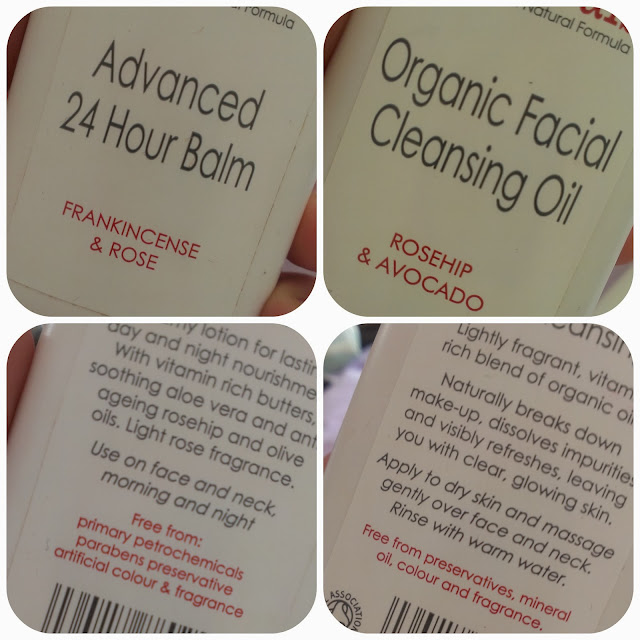 Formula
Advanced
24 Hour Balm
FRANKINCENSE
& ROSE
Natural Formula
Organic Facial
Cleansing Oil
ROSEHIP
& AVOCADO
lotion for
day and night
With vitamin rich butters,
soothing aloe vera and
ageing rosehip and olive
oils. Light rose fragrance.
Use on face and neck,
morning and night
Free from:
primary petrochemicals
parabens preservative
artificial colour & fragrance
Lightly fragrant,
rich blend of organic
Naturally breaks down
make-up, dissolves impurities
and visibly refreshes, leaving
you with clear, glowing skin.
Apply to dry skin and massage
gently over face and neck.
Rinse with warm water.
Free from preservatives, mineral
oil, colour and fragrance.
ASSOCIATION